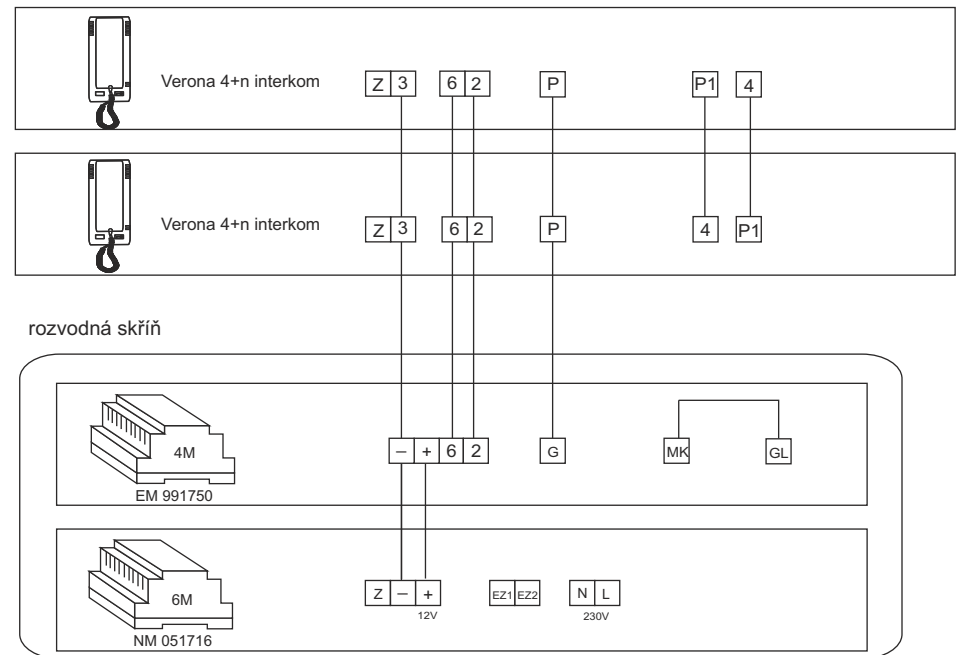 Verona 4+n interkom Z 3 6 2 P P1 4
Verona 4+n interkom Z 3 6 2 P 4 P1
rozvodná skříň
4M – + 6 2 G MK GL
EM 991750
6M Z – + EZ1 EZ2 N L
12V 230V
NM 051716